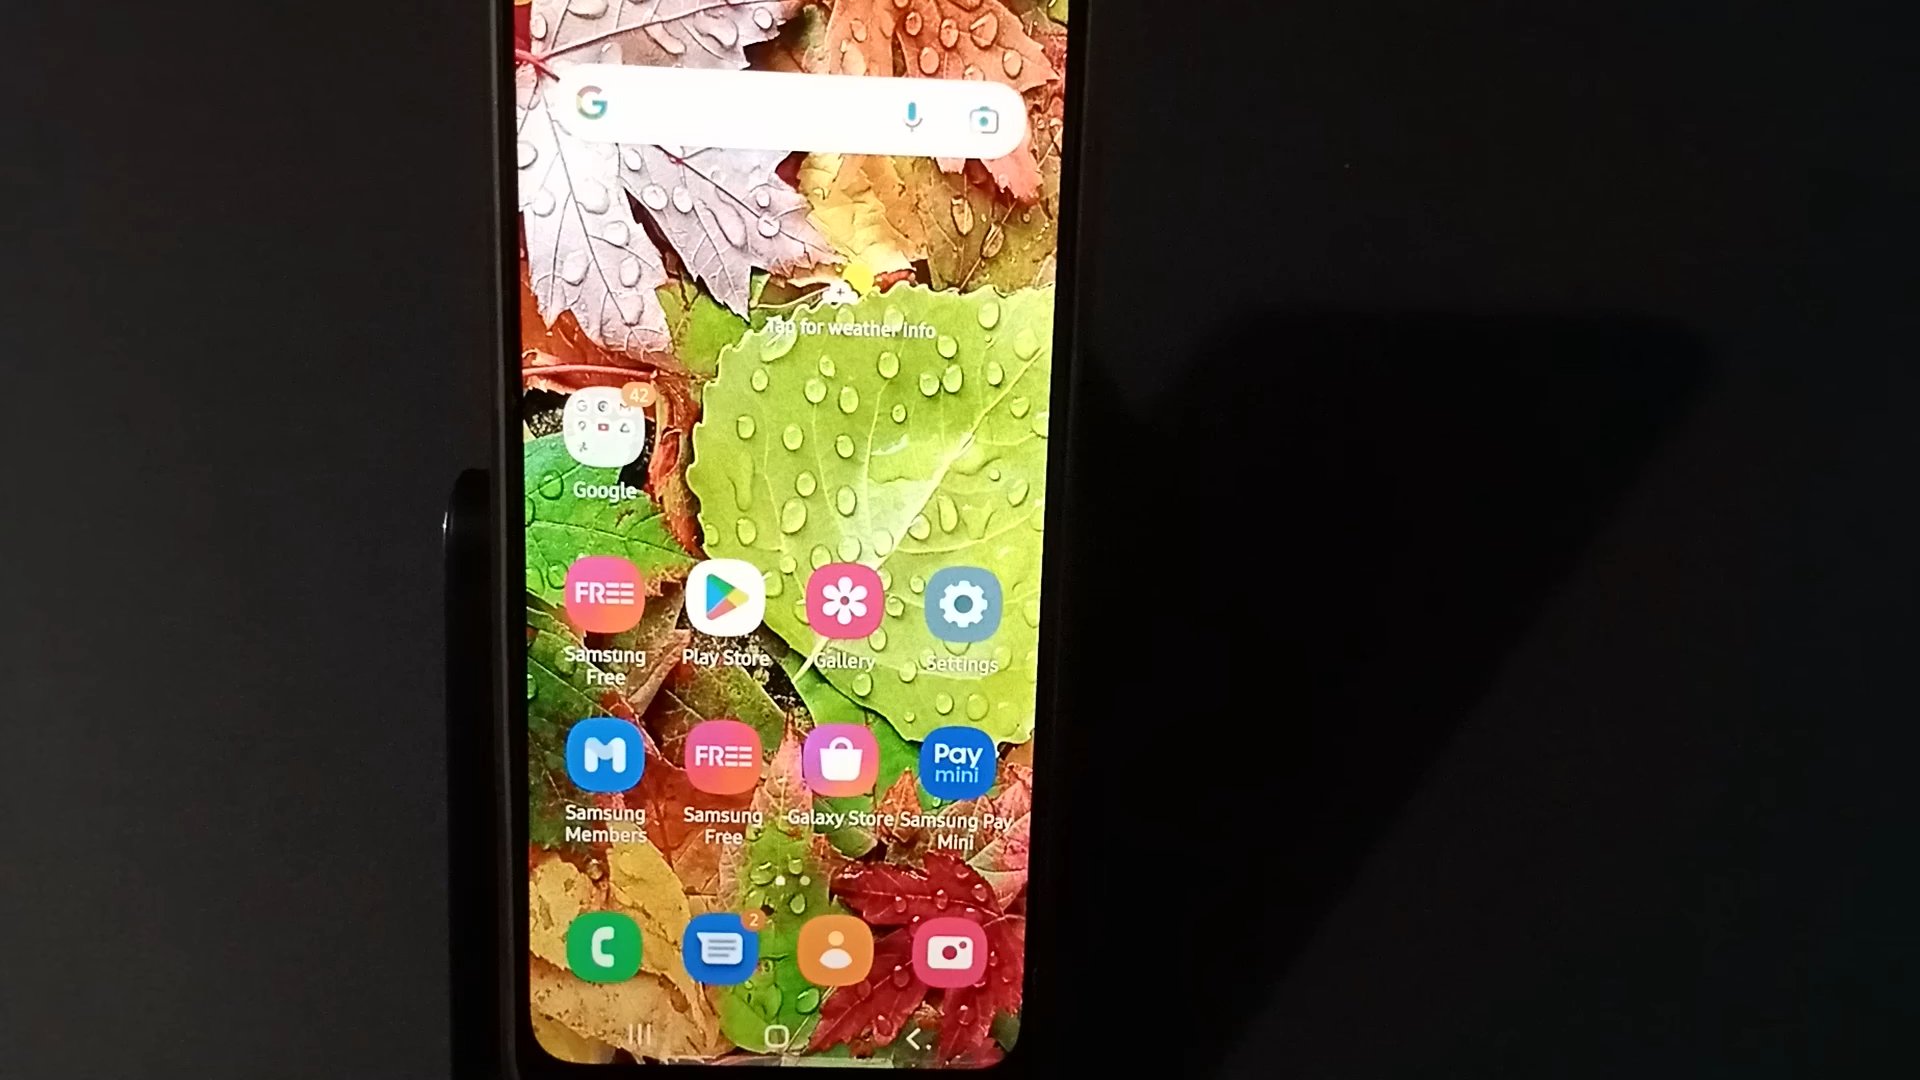 G
Tap for weather info
42
Google
FREE
Samsung
Free
Play Store
Gallery
Settings
M
FREE
Pay
mini
Samsung
Members
Samsung
Free
Galaxy Store
Samsung Pay
Mini
2